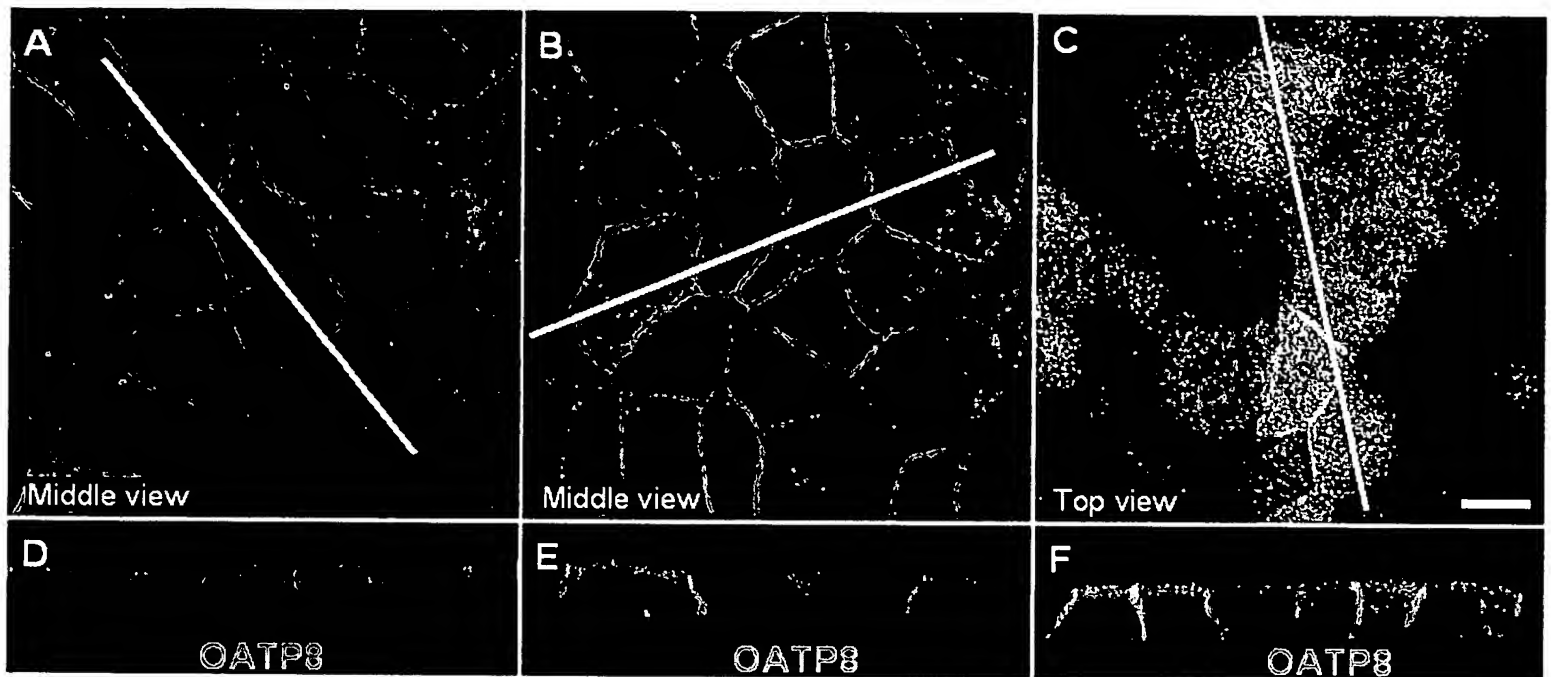 A
B
C
Middle view
Middle view
Top view
D
E
F
OATP8
OATP8
OATP8